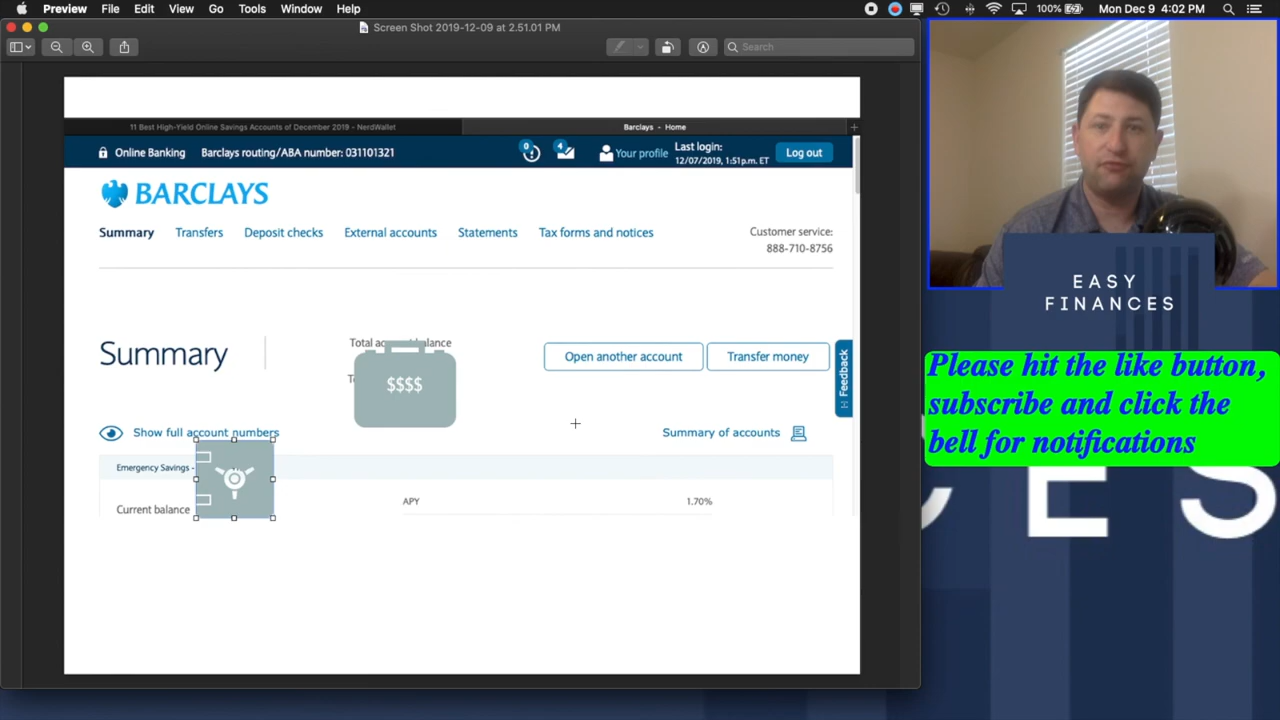 Preview File Edit View Go Tools Window Help
100% Mon Dec 9 4:02 PM
Screen Shot 2019-12-09 at 2.51.01 PM
Search
11 Best High-Yield Online Savings Accounts of December 2019 - NerdWallet
Barclays - Home
Online Banking Barclays routing/ABA number: 031101321
0
4
Your profile
Last login:
12/07/2019, 1:51p.m. ET
Log out
BARCLAYS
Summary Transfers Deposit checks External accounts Statements Tax forms and notices
Customer service:
888-710-8756
Summary
$$$$
Open another account
Transfer money
Feedback
Show full account numbers
Summary of accounts
Emergency Savings -
Current balance
APY
1.70%
EASY
FINANCES
Please hit the like button,
subscribe and click the
bell for notifications